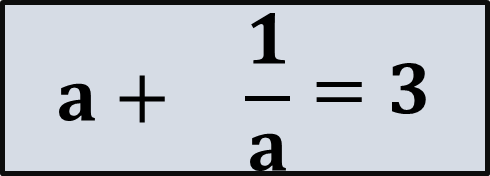 a + 1/a = 3